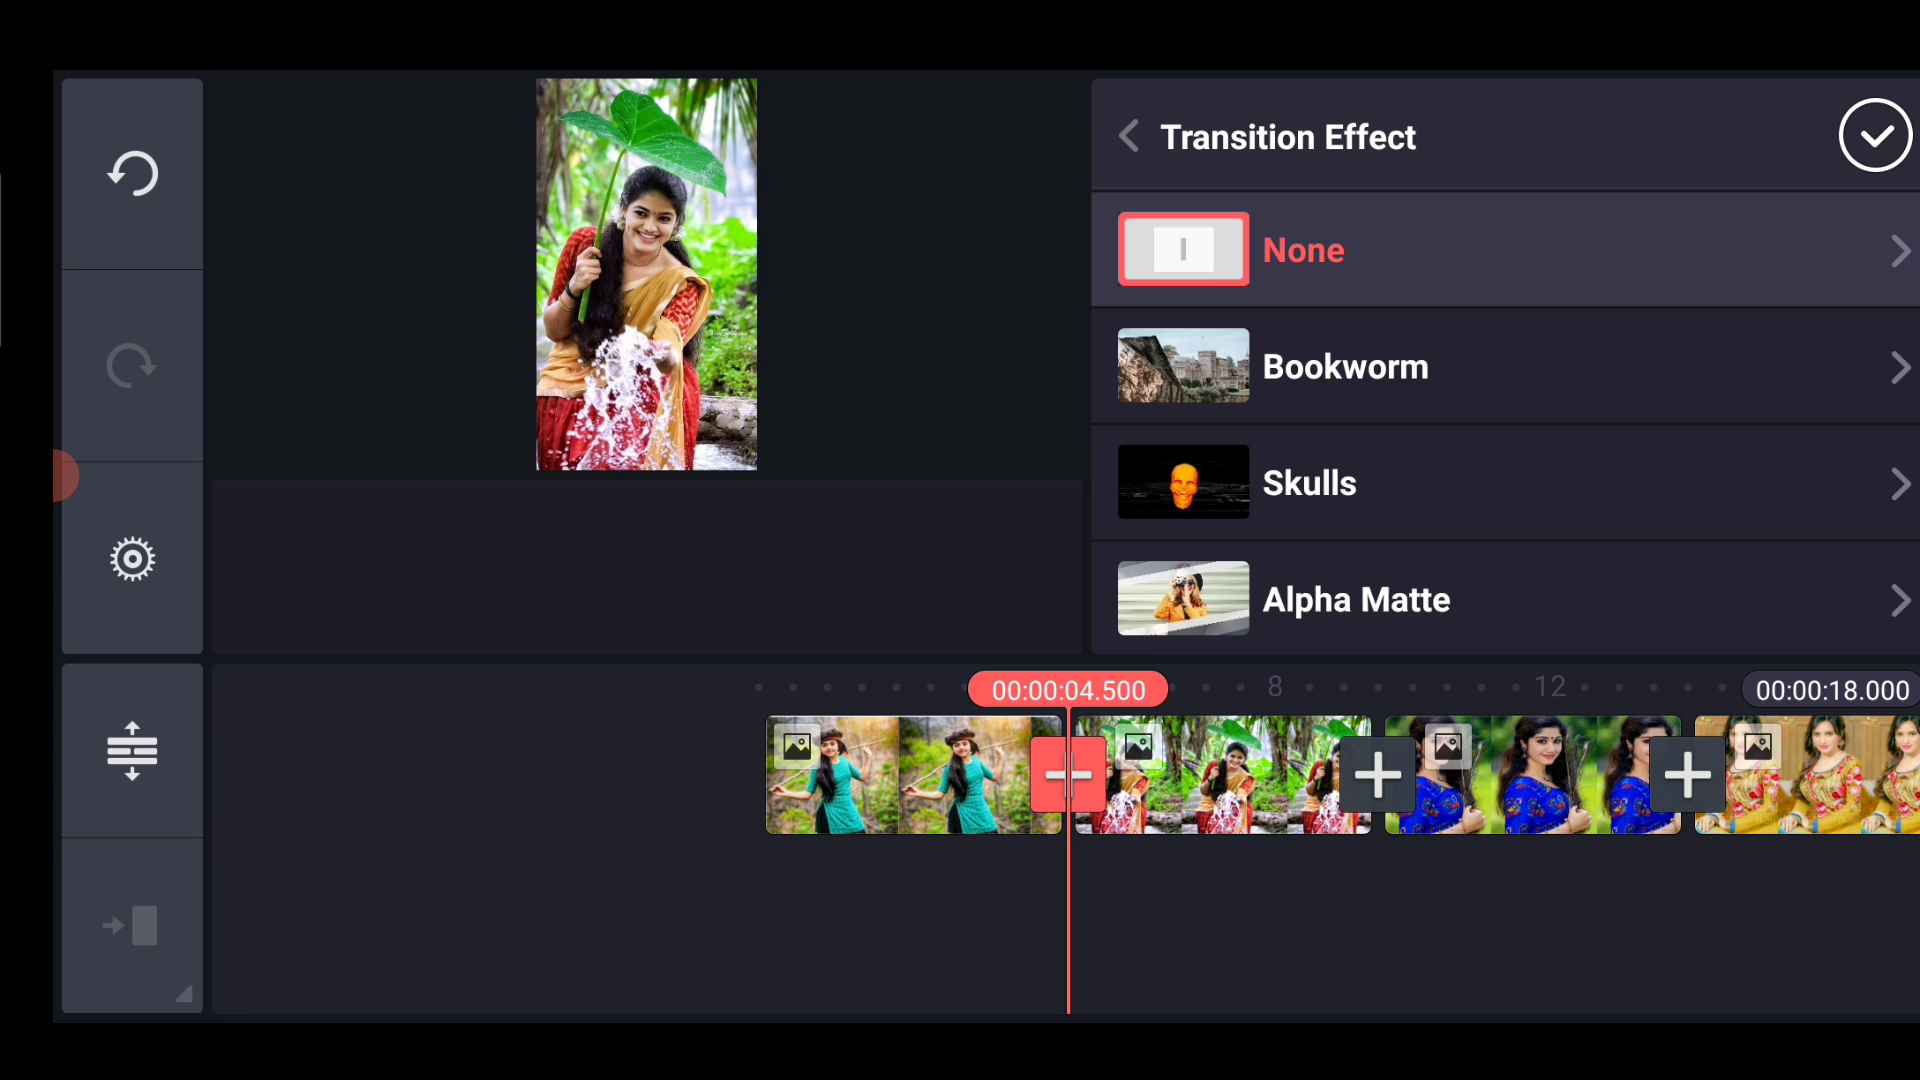 Transition Effect
None
Bookworm
Skulls
Alpha Matte
00:00:04.500
8
12
00:00:18.000